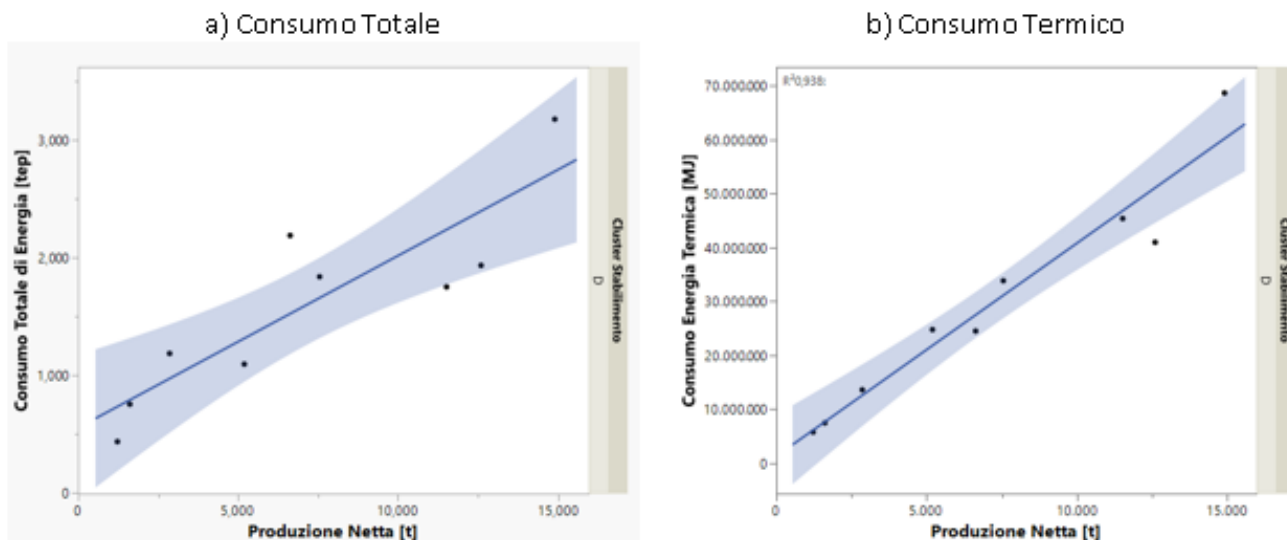 a) Consumo Totale
b) Consumo Termico
Consumo Totale di Energia [tep]
3,000
2,000
1,000
0
0
5,000
10,000
15,000
Produzione Netta [t]
D
Cluster Stabilimento
R²0,938:
Consumo Energia Termica [MJ]
70.000.000
60.000.000
50.000.000
40.000.000
30.000.000
20.000.000
10.000.000
0
0
5.000
10.000
15.000
Produzione Netta [t]
D
Cluster Stabilimento